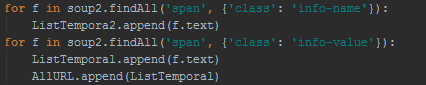 for f in soup2.findAll('span', {'class': 'info-name'}):
    ListTempora2.append(f.text)
for f in soup2.findAll('span', {'class': 'info-value'}):
    ListTemporal.append(f.text)
    AllURL.append(ListTemporal)